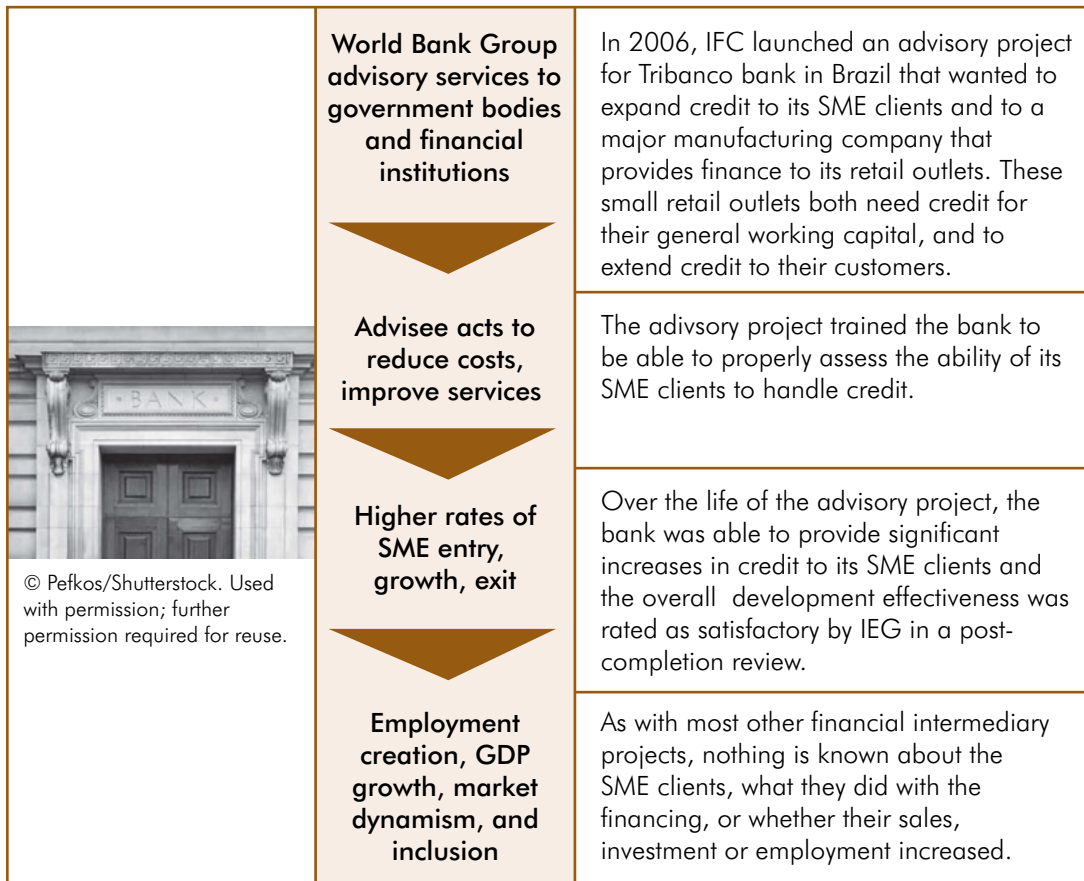 World Bank Group
advisory services to
government bodies
and financial
institutions
In 2006, IFC launched an advisory project
for Tribanco bank in Brazil that wanted to
expand credit to its SME clients and to a
major manufacturing company that
provides finance to its retail outlets. These
small retail outlets both need credit for
their general working capital, and to
extend credit to their customers.
BANK
© Pefkos/Shutterstock. Used
with permission; further
permission required for reuse.
Advisee acts to
reduce costs,
improve services
The adivsory project trained the bank to
be able to properly assess the ability of its
SME clients to handle credit.
Higher rates of
SME entry,
growth, exit
Over the life of the advisory project, the
bank was able to provide significant
increases in credit to its SME clients and
the overall  development effectiveness was
rated as satisfactory by IEG in a post-
completion review.
Employment
creation, GDP
growth, market
dynamism, and
inclusion
As with most other financial intermediary
projects, nothing is known about the
SME clients, what they did with the
financing, or whether their sales,
investment or employment increased.